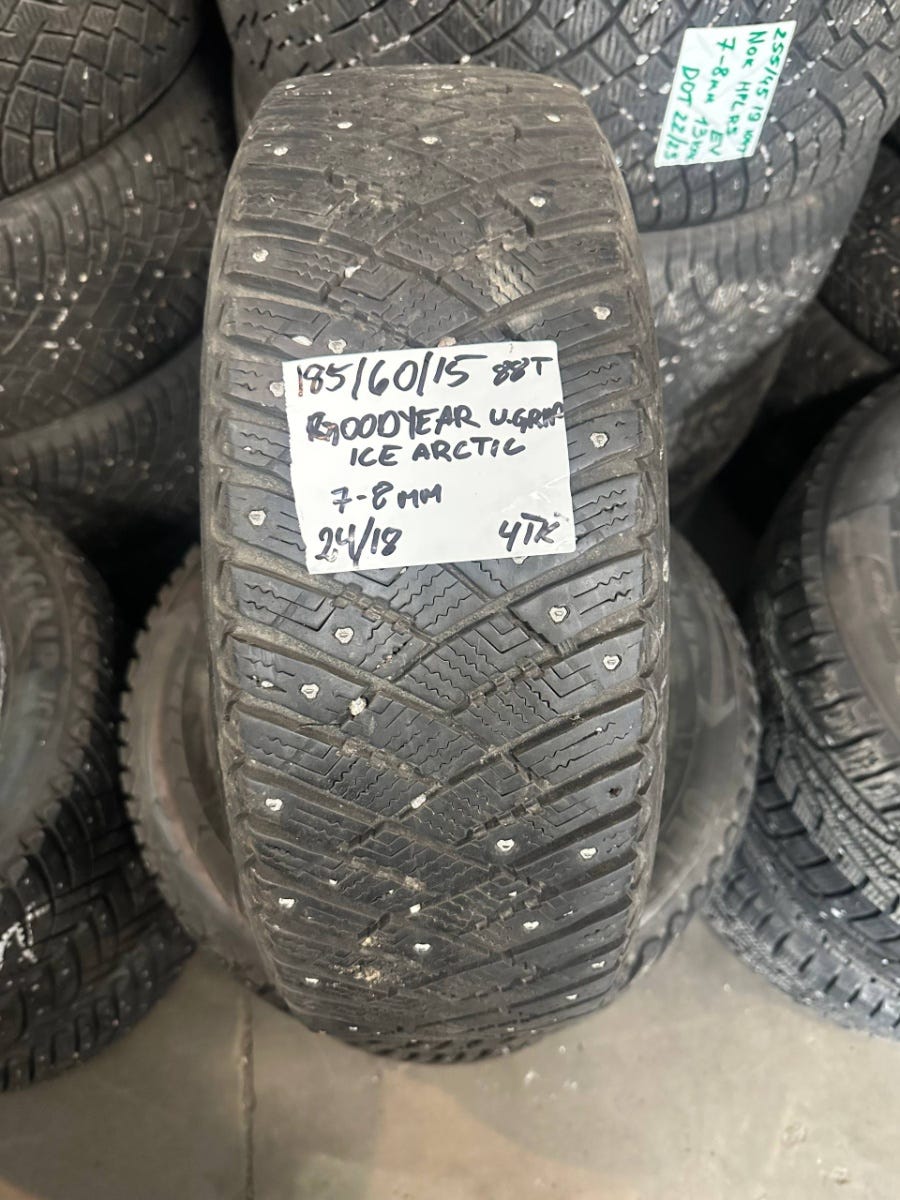 255/45 19 104T
NOK HPLR5 EV
7-8MM
DOT 22/23
185/60/15 88T
GOODYEAR U.GRIP
ICE ARCTIC
7-8MM
24/18 4TK